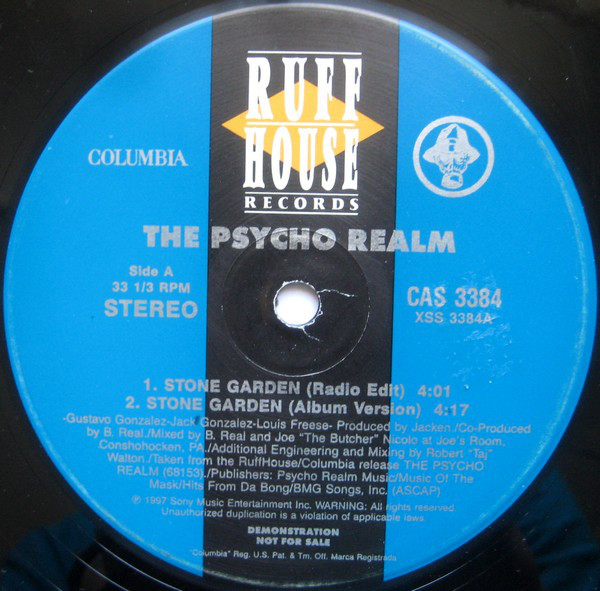 RUFF
HOUSE
RECORDS
COLUMBIA
THE PSYCHO REALM
Side A
33 1/3 RPM
STEREO
CAS 3384
XSS 3384A
1. STONE GARDEN (Radio Edit) 4:01
2. STONE GARDEN (Album Version) 4:17
-Gustavo Gonzalez-Jack Gonzalez-Louis Freese- Produced by Jacken./Co-Produced
by B. Real./Mixed by B. Real and Joe "The Butcher" Nicolo at Joe's Room,
Conshohocken, PA./Additional Engineering and Mixing by Robert "Taj"
Walton./Taken from the RuffHouse/Columbia release THE PSYCHO
REALM (68153)./Publishers: Psycho Realm Music/Music Of The
Mask/Hits From Da Bong/BMG Songs, Inc. (ASCAP)
℗ 1997 Sony Music Entertainment Inc. WARNING: All rights reserved.
Unauthorized duplication is a violation of applicable laws.
DEMONSTRATION
NOT FOR SALE
"Columbia" Reg. U.S. Pat. & Tm. Off. Marca Registrada.